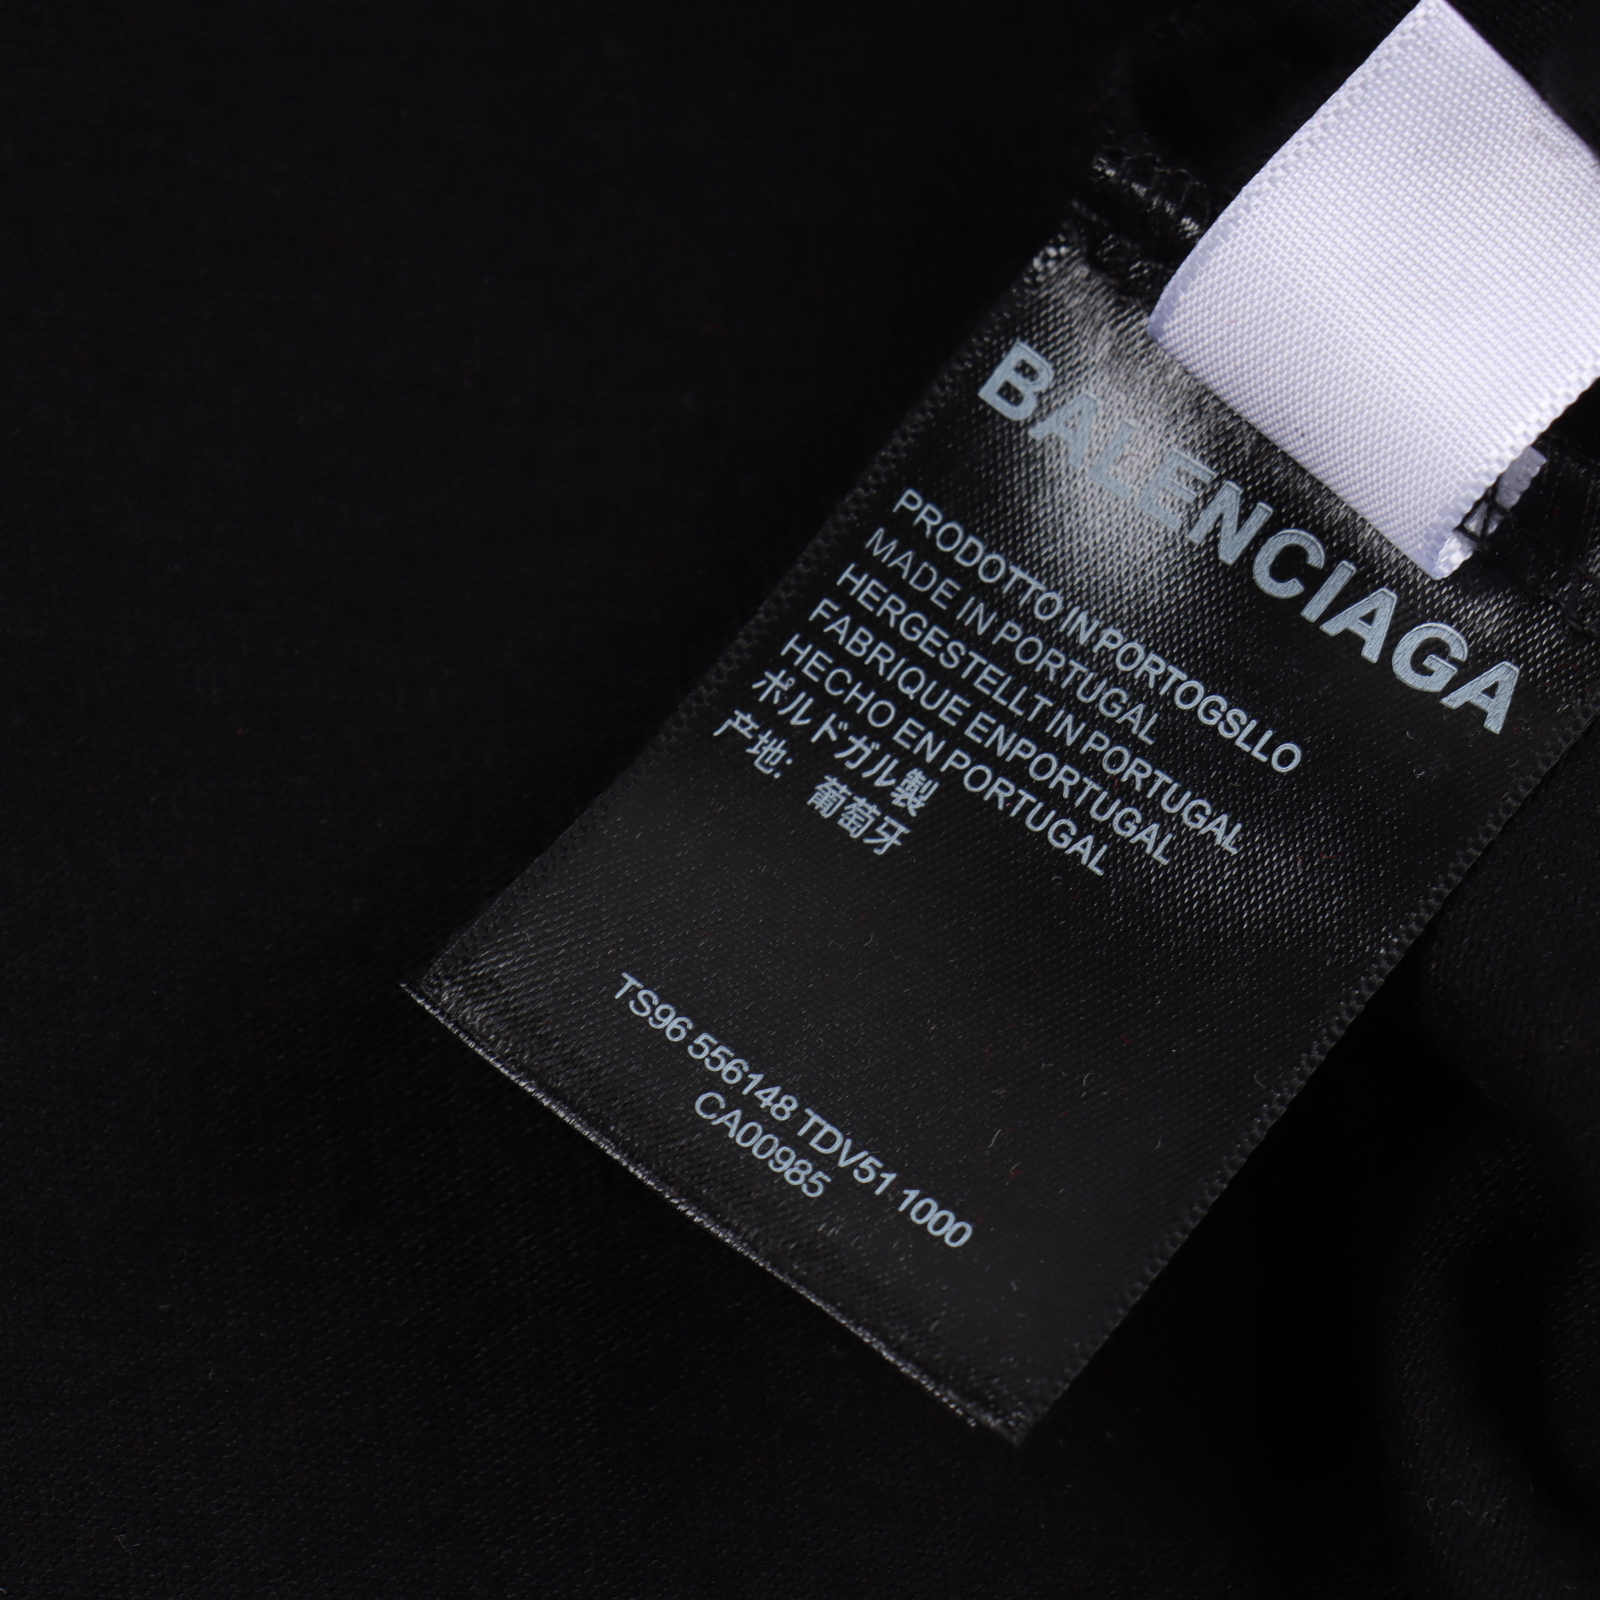 BALENCIAGA
PRODOTTO IN PORTOGSLLO
MADE IN PORTUGAL
HERGESTELLT IN PORTUGAL
FABRIQUE ENPORTUGAL
HECHO EN PORTUGAL
ポルドガル製
产地: 葡萄牙
TS96 556148 TDV51 1000
CA00985